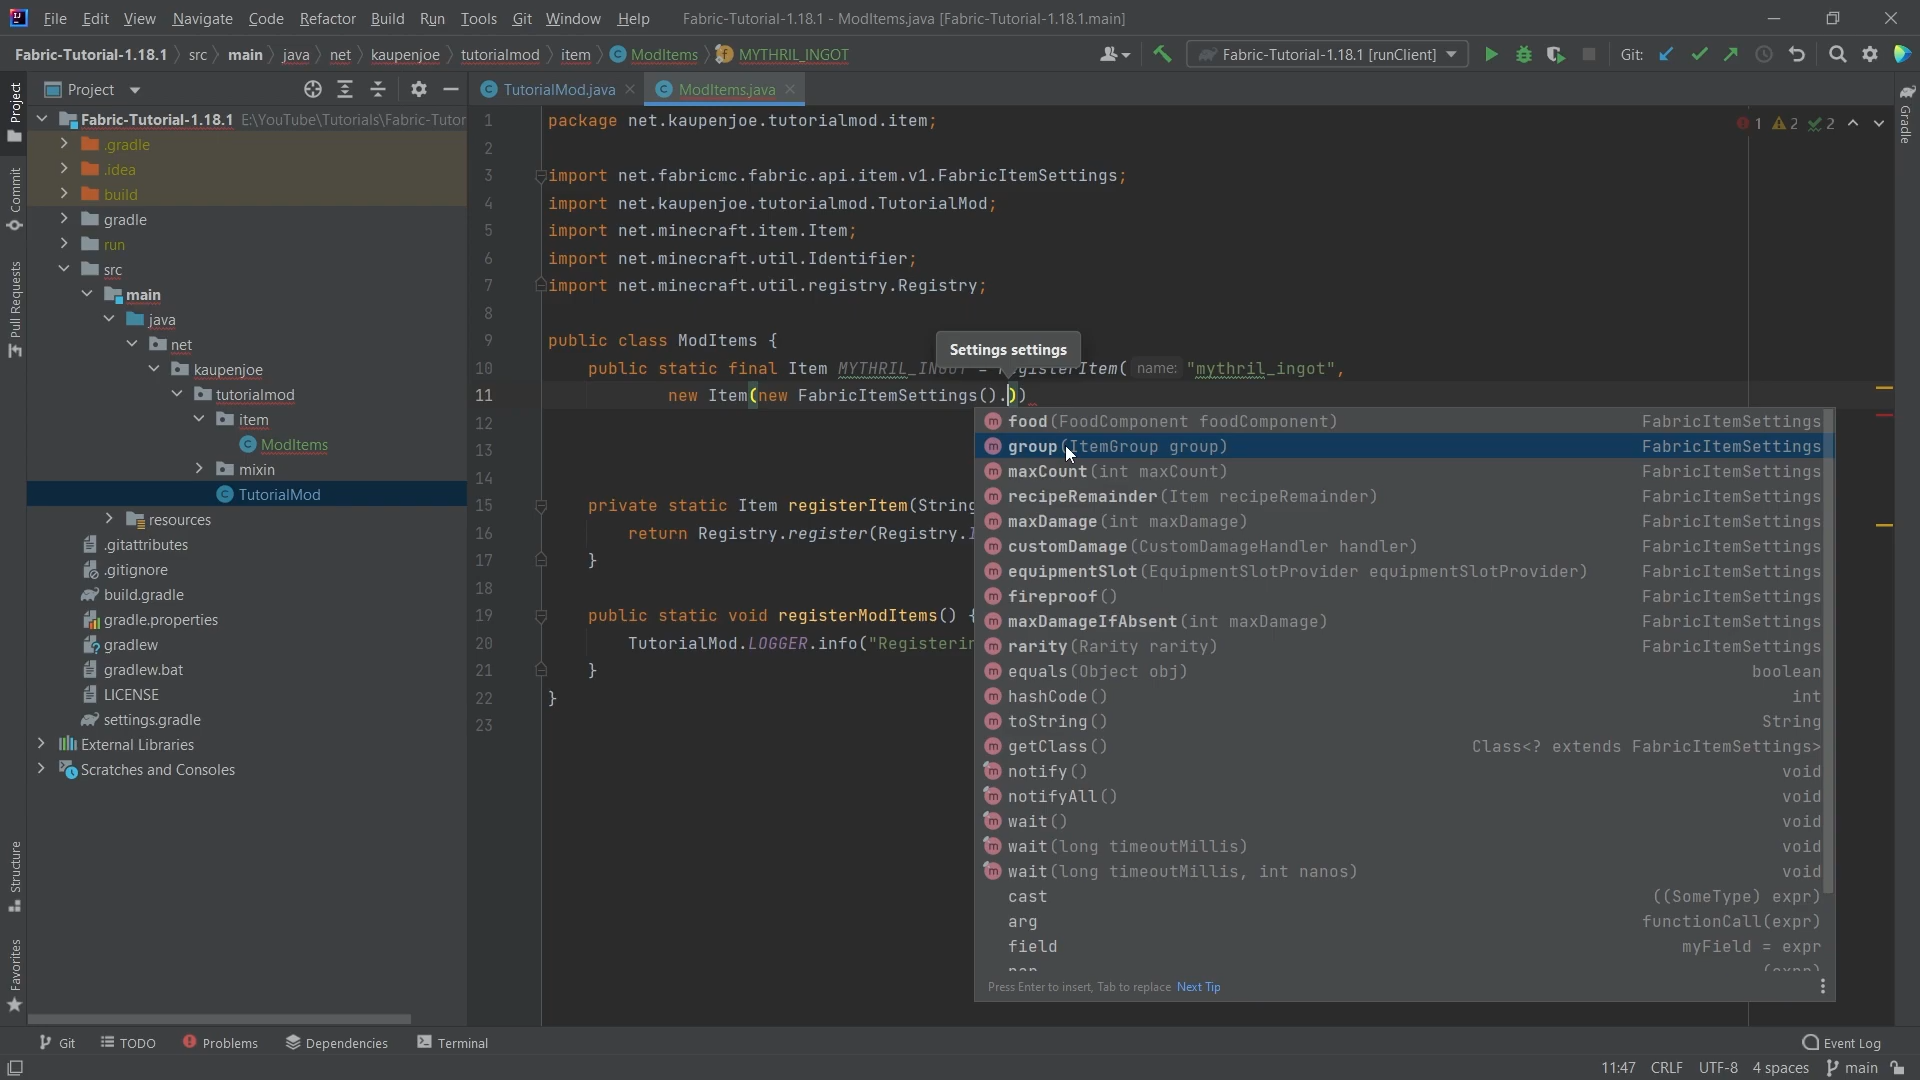 File Edit View Navigate Code Refactor Build Run Tools Git Window Help Fabric-Tutorial-1.18.1 - ModItems.java [Fabric-Tutorial-1.18.1.main]
Fabric-Tutorial-1.18.1 src main java net kaupenjoe tutorialmod item ModItems MYTHRIL_INGOT Fabric-Tutorial-1.18.1 [runClient] Git:
Project
TutorialMod.java ModItems.java
Project
Commit
Pull Requests
Structure
Favorites
Gradle
Fabric-Tutorial-1.18.1 E:\YouTube\Tutorials\Fabric-Tutor
.gradle
.idea
build
gradle
run
src
main
java
net
kaupenjoe
tutorialmod
item
ModItems
mixin
TutorialMod
resources
.gitattributes
.gitignore
build.gradle
gradle.properties
gradlew
gradlew.bat
LICENSE
settings.gradle
External Libraries
Scratches and Consoles
1 package net.kaupenjoe.tutorialmod.item; 1 2 2
2
3 import net.fabricmc.fabric.api.item.v1.FabricItemSettings;
4 import net.kaupenjoe.tutorialmod.TutorialMod;
5 import net.minecraft.item.Item;
6 import net.minecraft.util.Identifier;
7 import net.minecraft.util.registry.Registry;
8
9 public class ModItems {
Settings settings
10 public static final Item MYTHRIL_INGOT = registerItem( name: "mythril_ingot",
11 new Item(new FabricItemSettings().))
12
13
14
15 private static Item registerItem(String
16 return Registry.register(Registry.I
17 }
18
19 public static void registerModItems() {
20 TutorialMod.LOGGER.info("Registerin
21 }
22 }
23
food(FoodComponent foodComponent) FabricItemSettings
group(ItemGroup group) FabricItemSettings
maxCount(int maxCount) FabricItemSettings
recipeRemainder(Item recipeRemainder) FabricItemSettings
maxDamage(int maxDamage) FabricItemSettings
customDamage(CustomDamageHandler handler) FabricItemSettings
equipmentSlot(EquipmentSlotProvider equipmentSlotProvider) FabricItemSettings
fireproof() FabricItemSettings
maxDamageIfAbsent(int maxDamage) FabricItemSettings
rarity(Rarity rarity) FabricItemSettings
equals(Object obj) boolean
hashCode() int
toString() String
getClass() Class<? extends FabricItemSettings>
notify() void
notifyAll() void
wait() void
wait(long timeoutMillis) void
wait(long timeoutMillis, int nanos) void
cast ((SomeType) expr)
arg functionCall(expr)
field myField = expr
Press Enter to insert, Tab to replace Next Tip
Git TODO Problems Dependencies Terminal Event Log
11:47 CRLF UTF-8 4 spaces main